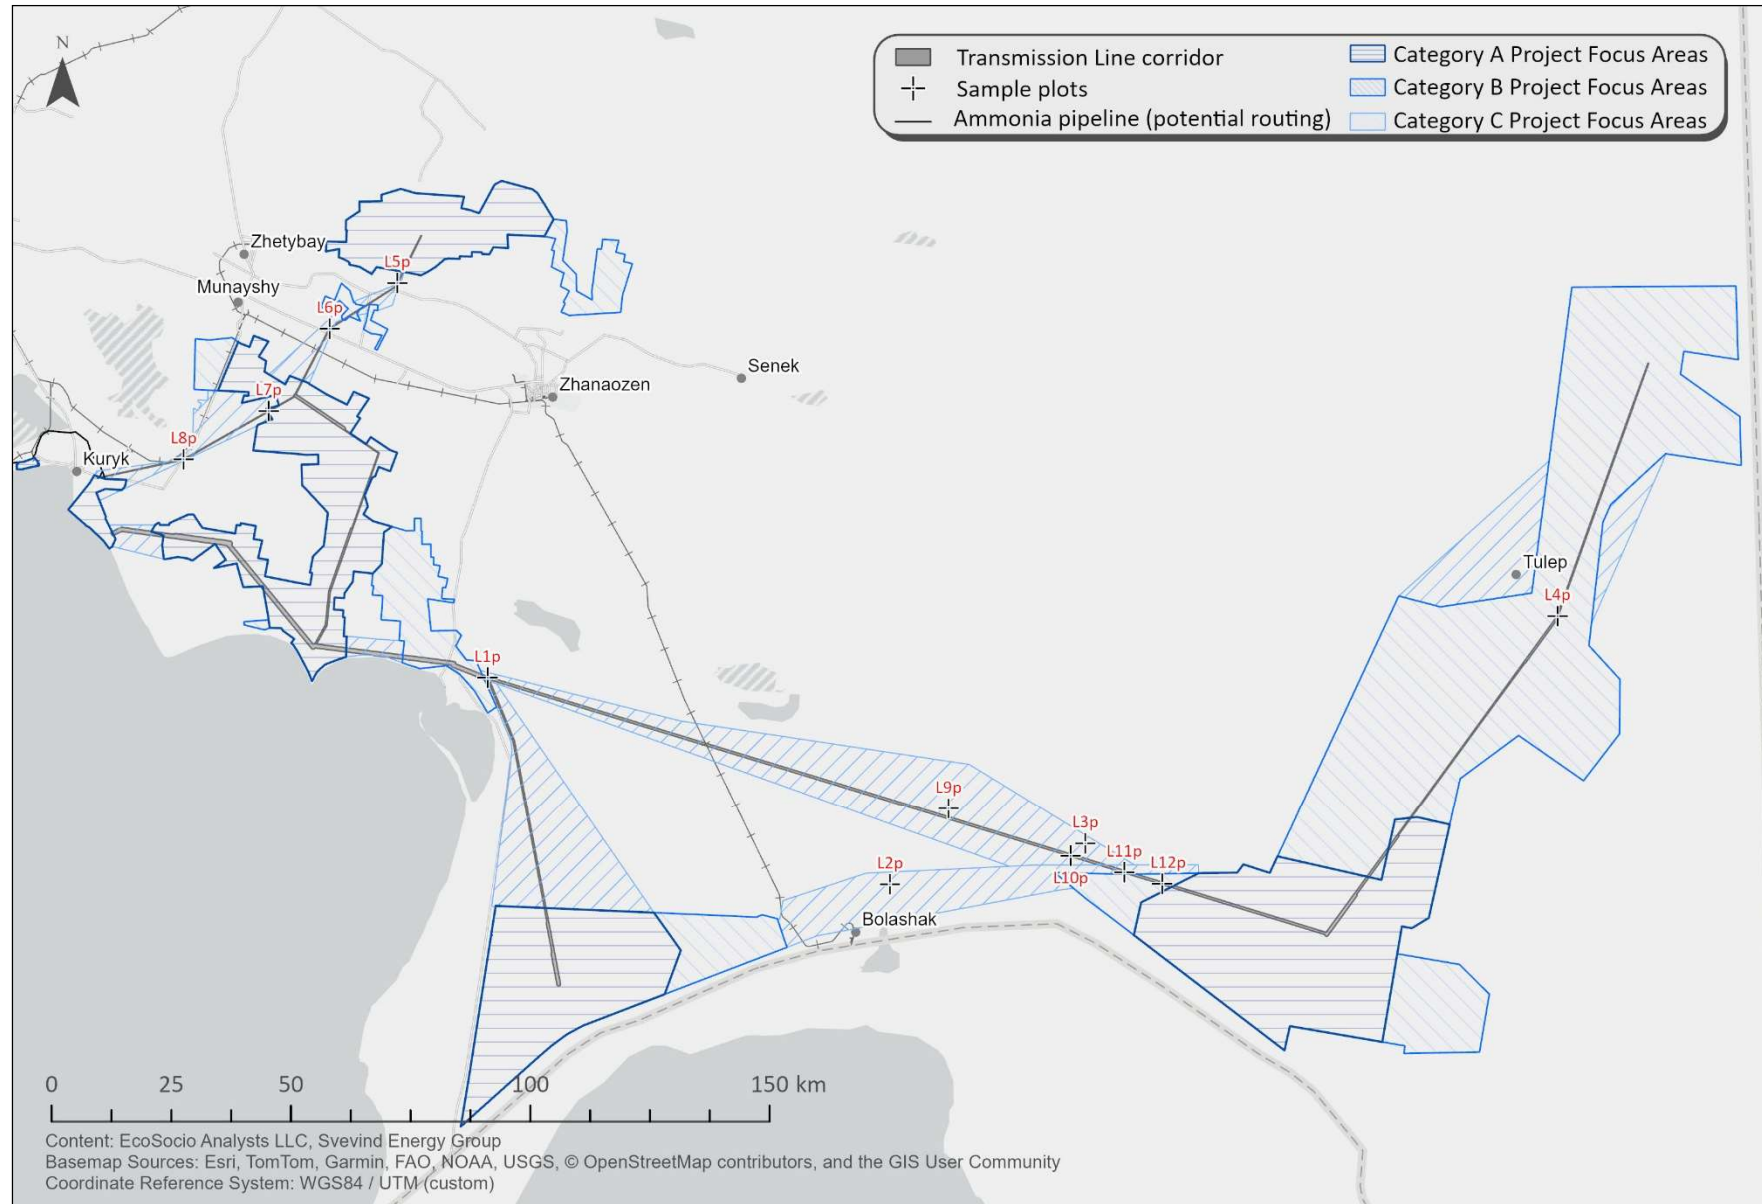 N
Transmission Line corridor
Sample plots
Ammonia pipeline (potential routing)
Category A Project Focus Areas
Category B Project Focus Areas
Category C Project Focus Areas
Zhetybay
L5p
Munayshy
L6p
Senek
L7p
Zhanaozen
L8p
Kuryk
Tulep
L4p
L1p
L9p
L3p
L11p
L12p
L10p
L2p
Bolashak
0 25 50 100 150 km
Content: EcoSocio Analysts LLC, Svevind Energy Group
Basemap Sources: Esri, TomTom, Garmin, FAO, NOAA, USGS, © OpenStreetMap contributors, and the GIS User Community
Coordinate Reference System: WGS84 / UTM (custom)